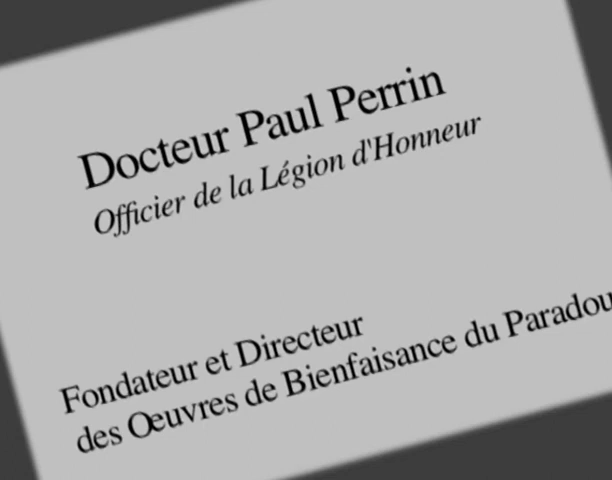 Docteur Paul Perrin
Officier de la Légion d'Honneur
Fondateur et Directeur
des Œuvres de Bienfaisance du Paradou